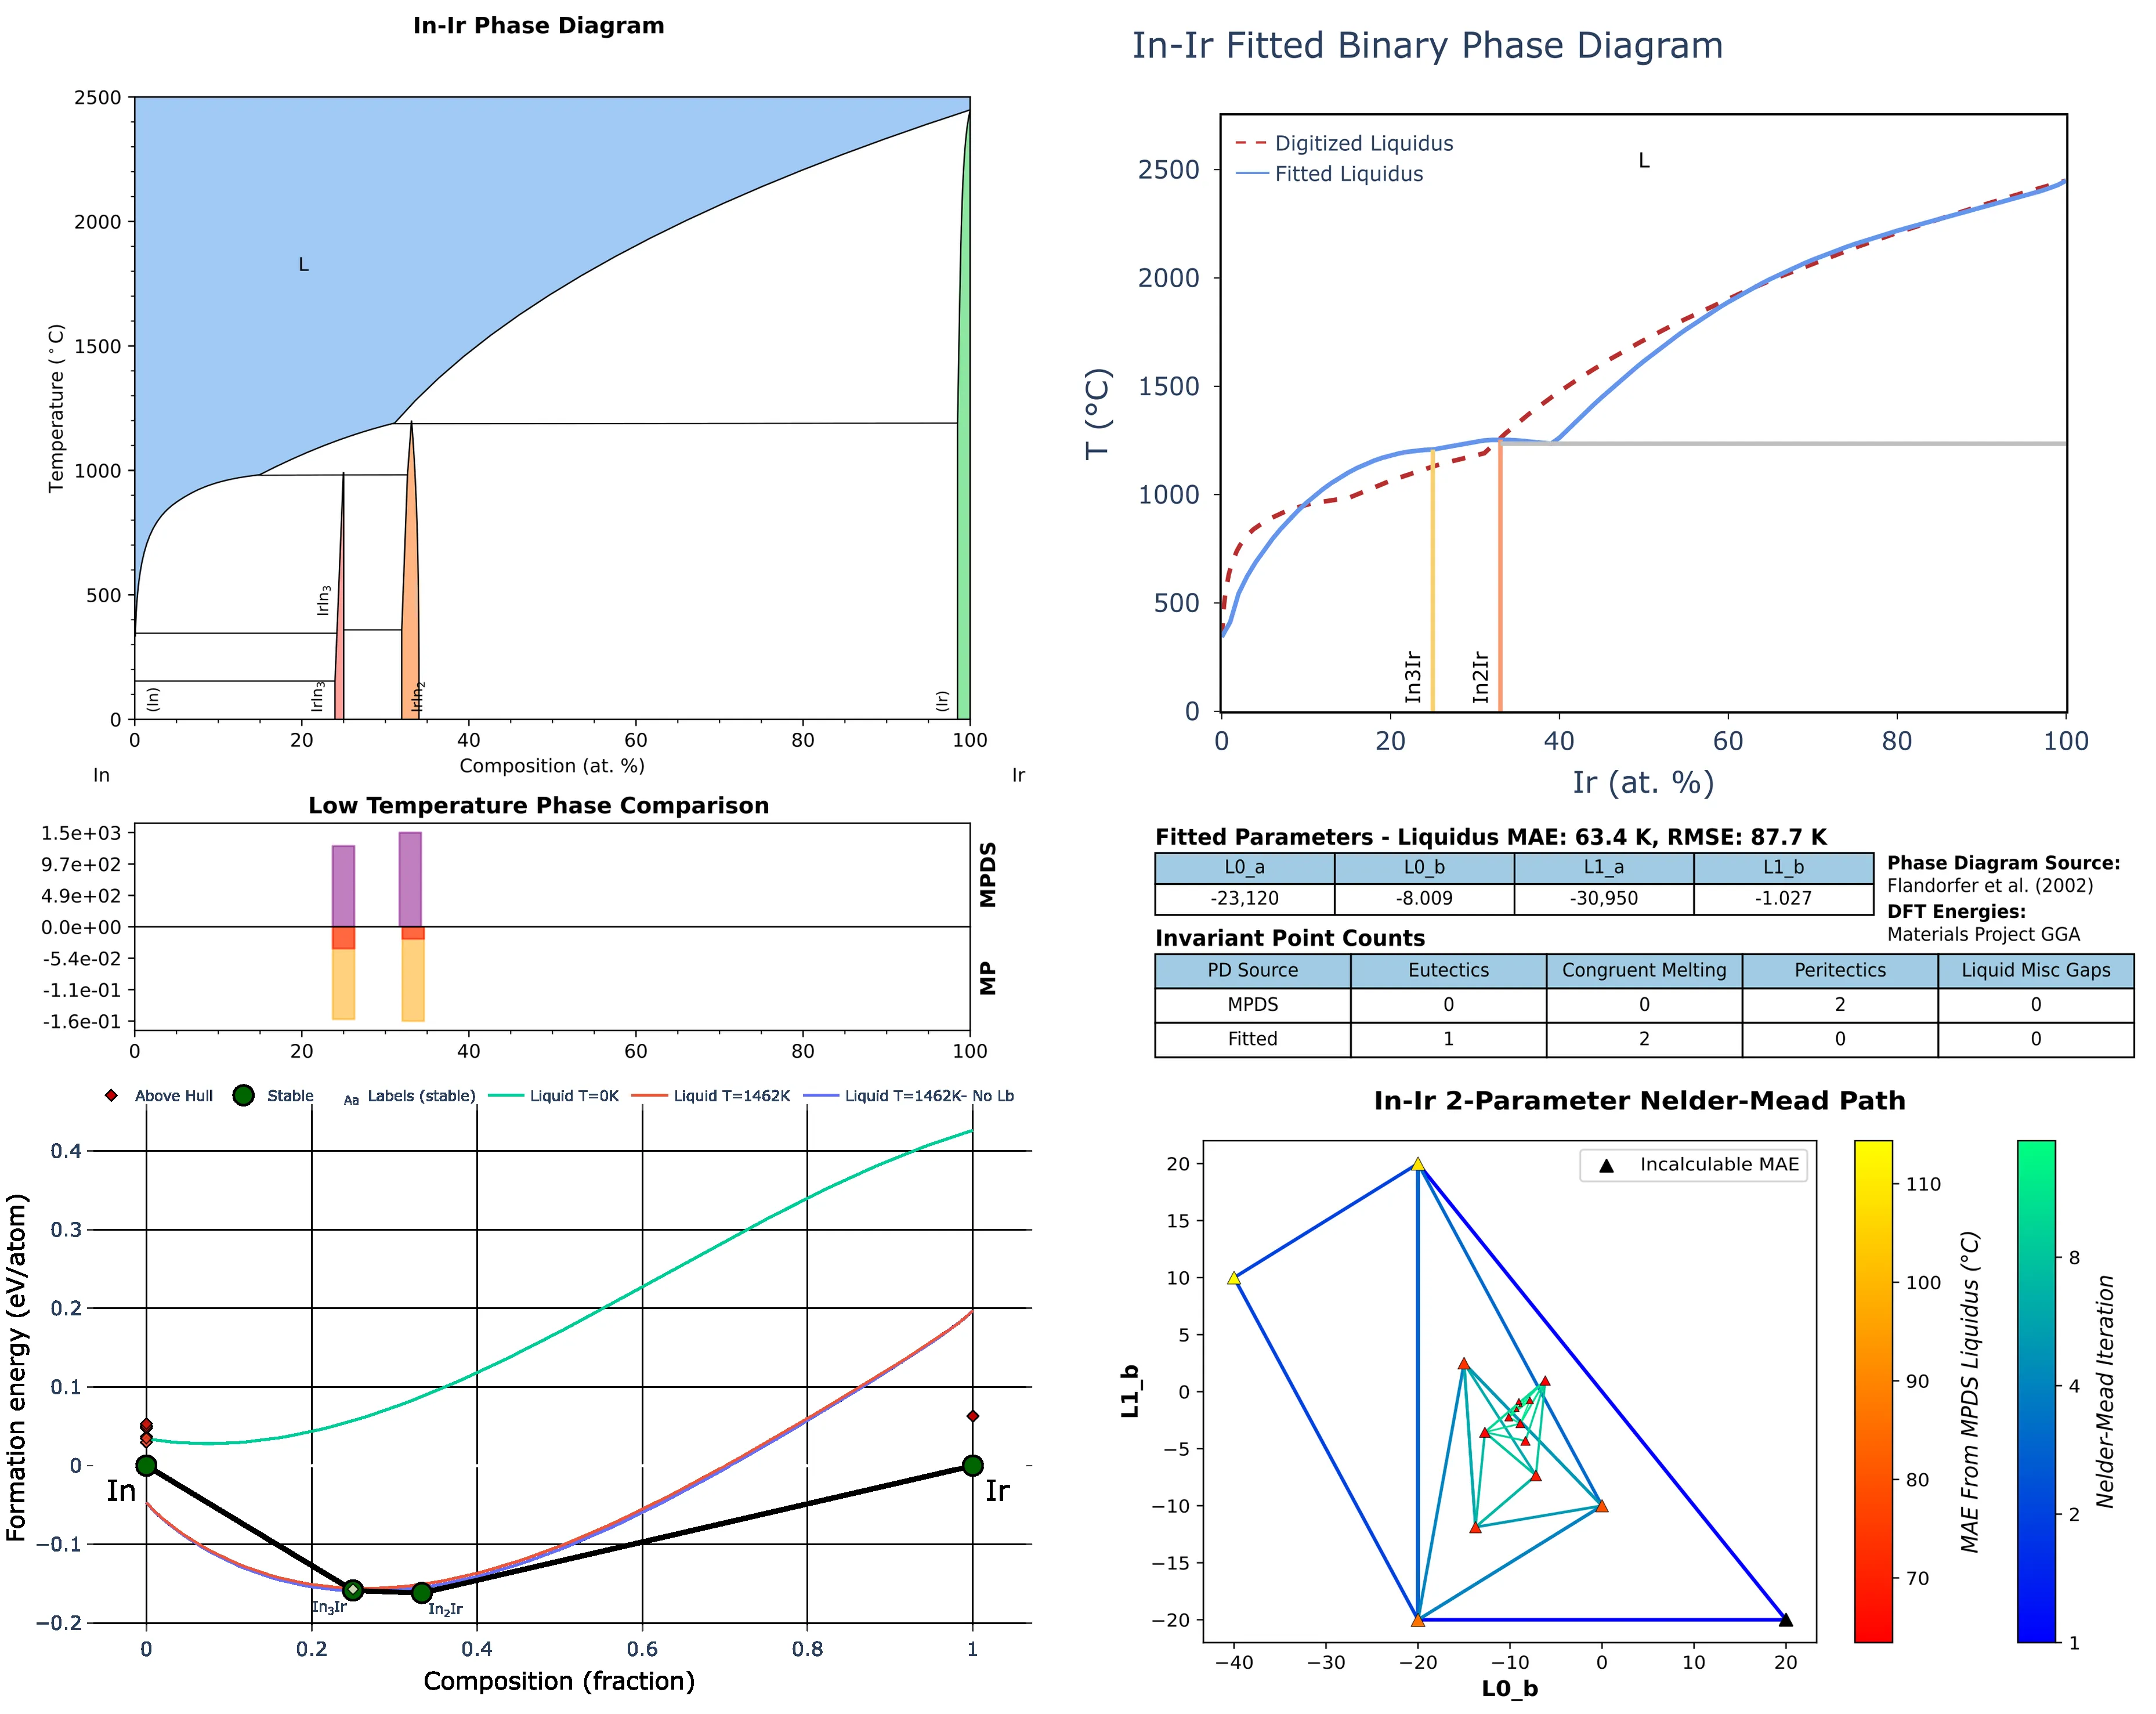 In-Ir Phase Diagram
2500
2000
1500
1000
500
0
Temperature (°C)
L
IrIn3
(In)
IrIn3
IrIn2
(Ir)
0 20 40 60 80 100
Composition (at. %)
In Ir
In-Ir Fitted Binary Phase Diagram
Digitized Liquidus
Fitted Liquidus
L
2500
2000
1500
1000
500
0
T (°C)
In3Ir
In2Ir
0 20 40 60 80 100
Ir (at. %)
Low Temperature Phase Comparison
1.5e+03
9.7e+02
4.9e+02
0.0e+00
-5.4e-02
-1.1e-01
-1.6e-01
MPDS
MP
0 20 40 60 80 100
Fitted Parameters - Liquidus MAE: 63.4 K, RMSE: 87.7 K
L0_a L0_b L1_a L1_b
-23,120 -8.009 -30,950 -1.027
Phase Diagram Source:
Flandorfer et al. (2002)
DFT Energies:
Materials Project GGA
Invariant Point Counts
PD Source Eutectics Congruent Melting Peritectics Liquid Misc Gaps
MPDS 0 0 2 0
Fitted 1 2 0 0
Above Hull Stable Aa Labels (stable) Liquid T=0K Liquid T=1462K Liquid T=1462K- No Lb
0.4
0.3
0.2
0.1
0
−0.1
−0.2
Formation energy (eV/atom)
In
Ir
In3Ir
In2Ir
0 0.2 0.4 0.6 0.8 1
Composition (fraction)
In-Ir 2-Parameter Nelder-Mead Path
Incalculable MAE
20
15
10
5
0
−5
−10
−15
−20
L1_b
−40 −30 −20 −10 0 10 20
L0_b
110
100
90
80
70
MAE From MPDS Liquidus (°C)
8
4
2
1
Nelder-Mead Iteration